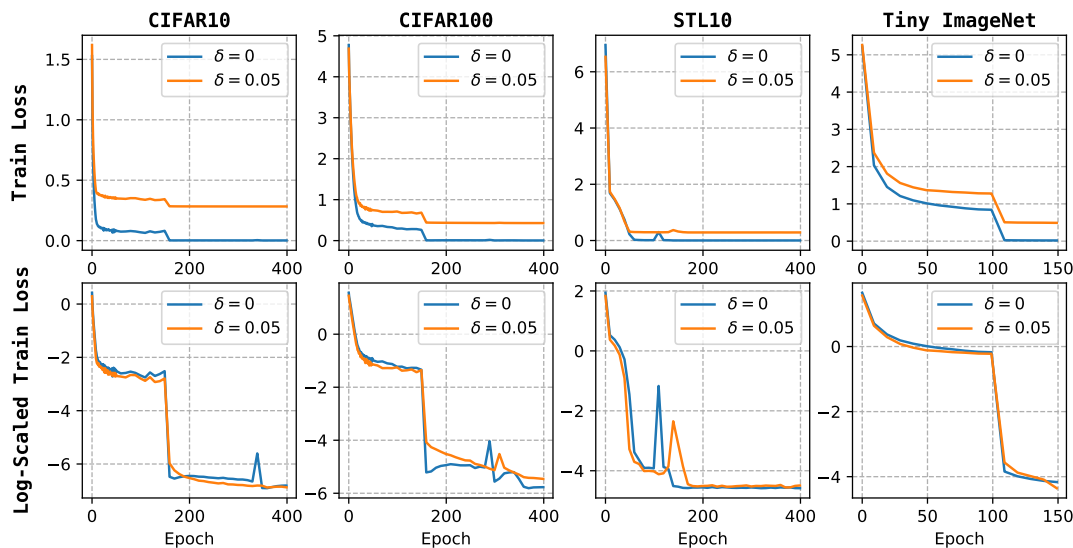 CIFAR10
CIFAR100
STL10
Tiny ImageNet
Train Loss
1.5
1.0
0.5
0.0
0
200
400
δ = 0
δ = 0.05
5
4
3
2
1
0
0
200
400
δ = 0
δ = 0.05
6
4
2
0
0
200
400
δ = 0
δ = 0.05
5
4
3
2
1
0
0
50
100
150
δ = 0
δ = 0.05
Log-Scaled Train Loss
0
−2
−4
−6
0
200
400
Epoch
δ = 0
δ = 0.05
0
−2
−4
−6
0
200
400
Epoch
δ = 0
δ = 0.05
2
0
−2
−4
0
200
400
Epoch
δ = 0
δ = 0.05
0
−2
−4
0
50
100
150
Epoch
δ = 0
δ = 0.05